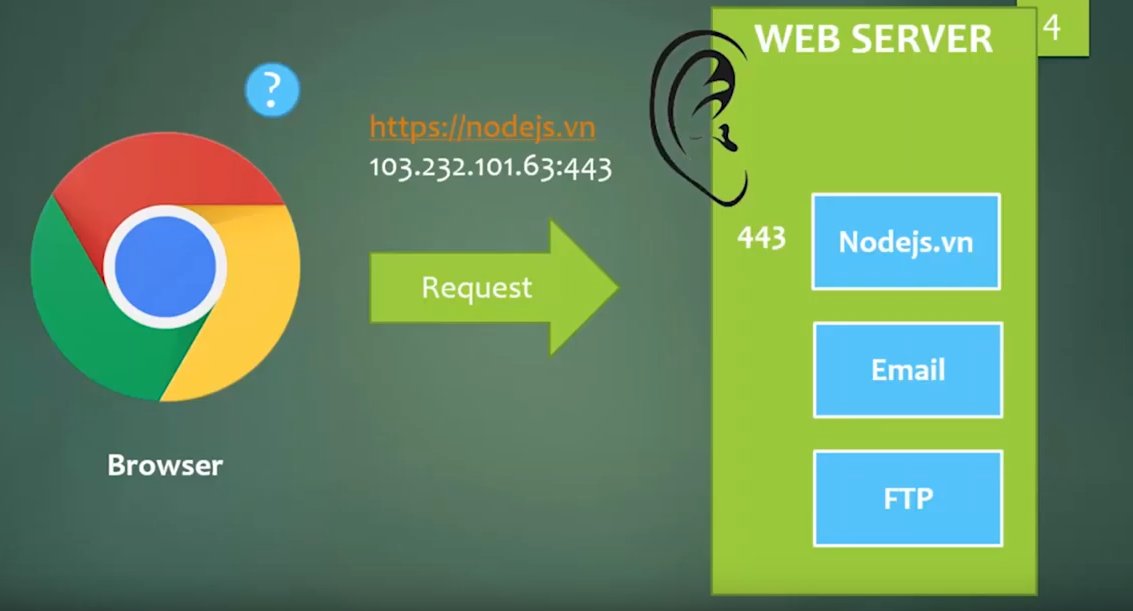 WEB SERVER
4
?
https://nodejs.vn
103.232.101.63:443
443
Nodejs.vn
Request
Email
Browser
FTP